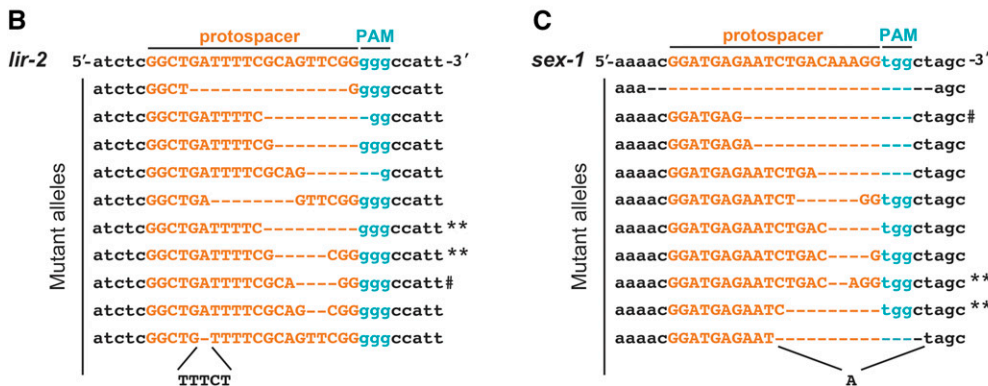 B
protospacer PAM
lir-2 5′-atctcGGCTGATTTTCGCAGTTCGGgggccatt-3′
Mutant alleles
atctcGGCT---------------Ggggccatt
atctcGGCTGATTTTC----------ggccatt
atctcGGCTGATTTTCG--------gggccatt
atctcGGCTGATTTTCGCAG-------gccatt
atctcGGCTGA--------GTTCGGgggccatt
atctcGGCTGATTTTC---------gggccatt**
atctcGGCTGATTTTCG-----CGGgggccatt**
atctcGGCTGATTTTCGCA----GGgggccatt#
atctcGGCTGATTTTCGCAG--CGGgggccatt
atctcGGCTG-TTTTCGCAGTTCGGgggccatt
TTTCT
C
protospacer PAM
sex-1 5′-aaaacGGATGAGAATCTGACAAAGGtggctagc-3′
Mutant alleles
aaa---------------------------agc
aaaacGGATGAG----------------ctagc#
aaaacGGATGAGA---------------ctagc
aaaacGGATGAGAATCTGA---------ctagc
aaaacGGATGAGAATCT------GGtggctagc
aaaacGGATGAGAATCTGAC-----tggctagc
aaaacGGATGAGAATCTGAC----Gtggctagc
aaaacGGATGAGAATCTGAC--AGGtggctagc**
aaaacGGATGAGAATC---------tggctagc**
aaaacGGATGAGAAT--------------tagc
A